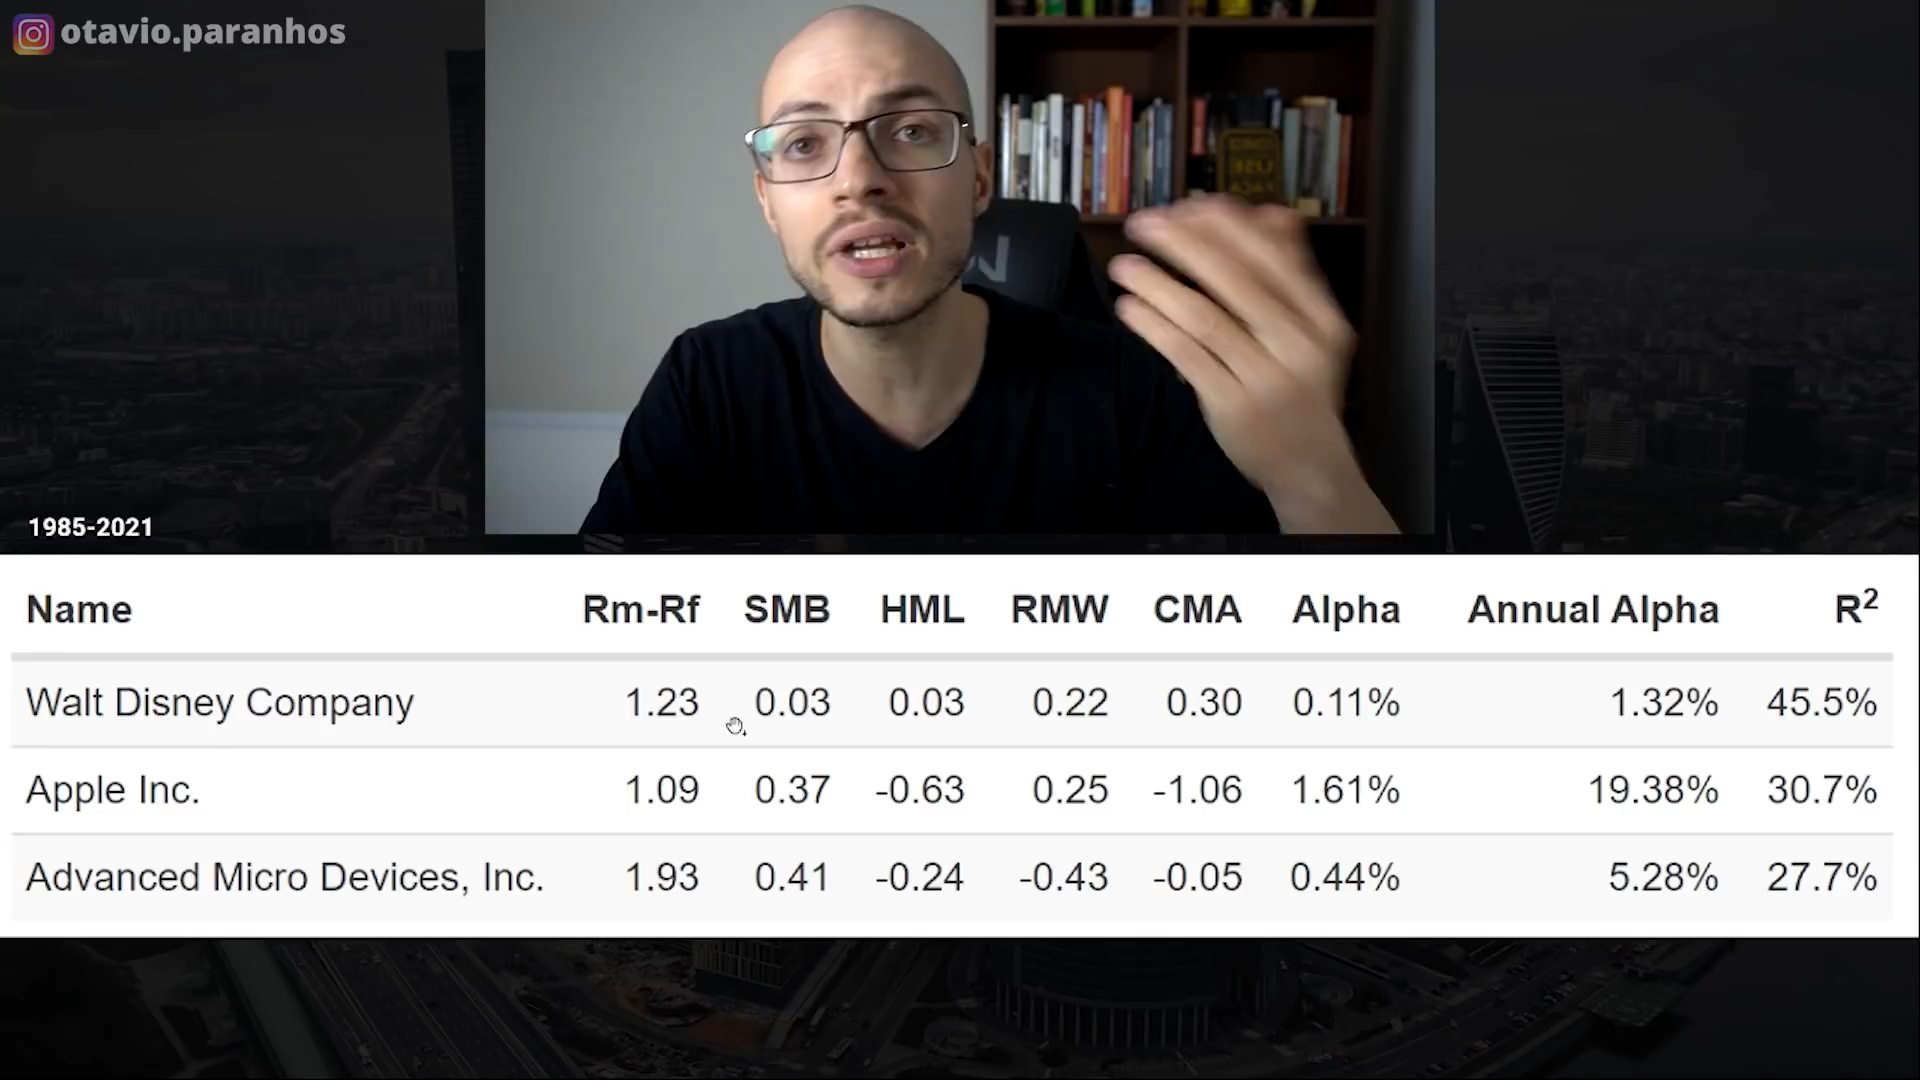 otavio.paranhos
1985-2021
Name Rm-Rf SMB HML RMW CMA Alpha Annual Alpha R²
Walt Disney Company 1.23 0.03 0.03 0.22 0.30 0.11% 1.32% 45.5%
Apple Inc. 1.09 0.37 -0.63 0.25 -1.06 1.61% 19.38% 30.7%
Advanced Micro Devices, Inc. 1.93 0.41 -0.24 -0.43 -0.05 0.44% 5.28% 27.7%